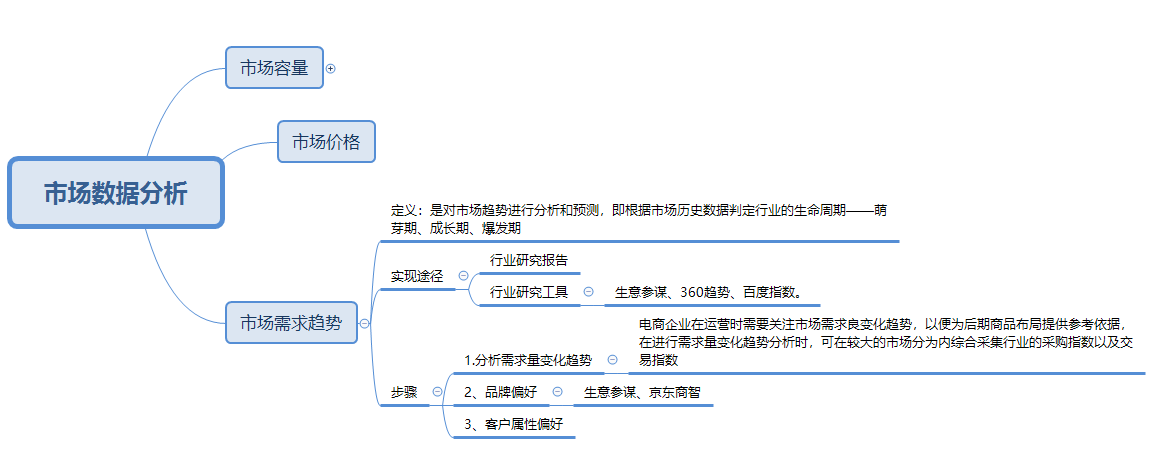 市场数据分析
市场容量
市场价格
市场需求趋势
定义：是对市场趋势进行分析和预测，即根据市场历史数据判定行业的生命周期——萌
芽期、成长期、爆发期
实现途径
行业研究报告
行业研究工具
生意参谋、360趋势、百度指数。
步骤
1.分析需求量变化趋势
电商企业在运营时需要关注市场需求良变化趋势，以便为后期商品布局提供参考依据，
在进行需求量变化趋势分析时，可在较大的市场分为内综合采集行业的采购指数以及交
易指数
2、品牌偏好
生意参谋、京东商智
3、客户属性偏好